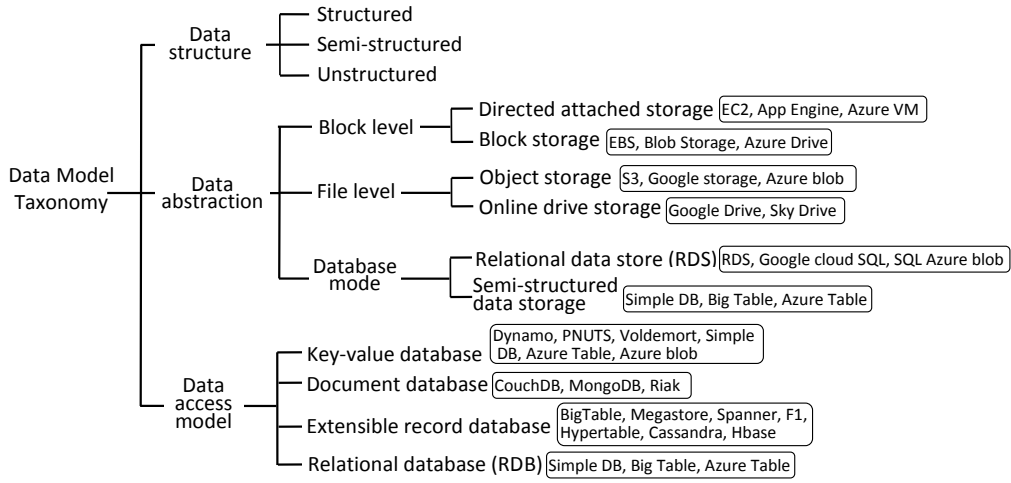 Data Model
Taxonomy
Data
structure
Structured
Semi-structured
Unstructured
Data
abstraction
Block level
Directed attached storage
EC2, App Engine, Azure VM
Block storage
EBS, Blob Storage, Azure Drive
File level
Object storage
S3, Google storage, Azure blob
Online drive storage
Google Drive, Sky Drive
Database
mode
Relational data store (RDS)
RDS, Google cloud SQL, SQL Azure blob
Semi-structured
data storage
Simple DB, Big Table, Azure Table
Data
access
model
Key-value database
Dynamo, PNUTS, Voldemort, Simple
DB, Azure Table, Azure blob
Document database
CouchDB, MongoDB, Riak
Extensible record database
BigTable, Megastore, Spanner, F1,
Hypertable, Cassandra, Hbase
Relational database (RDB)
Simple DB, Big Table, Azure Table